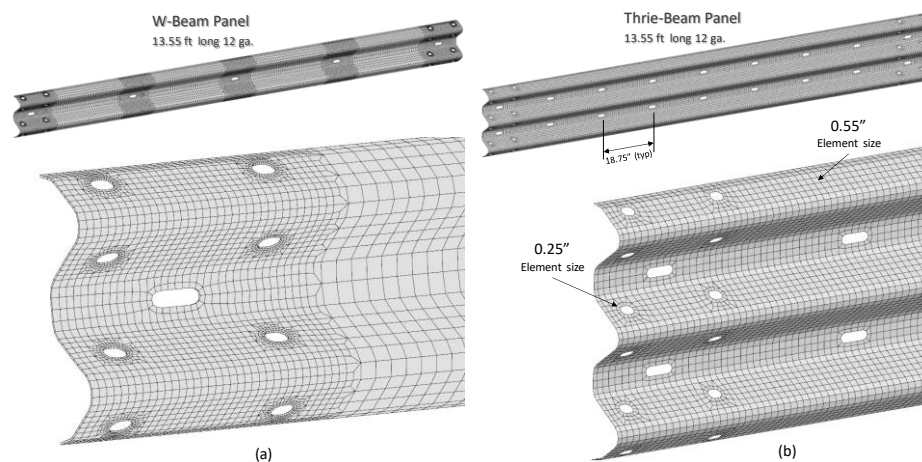 W-Beam Panel
13.55 ft long 12 ga.
Thrie-Beam Panel
13.55 ft long 12 ga.
18.75” (typ)
0.55”
Element size
0.25”
Element size
(a)
(b)